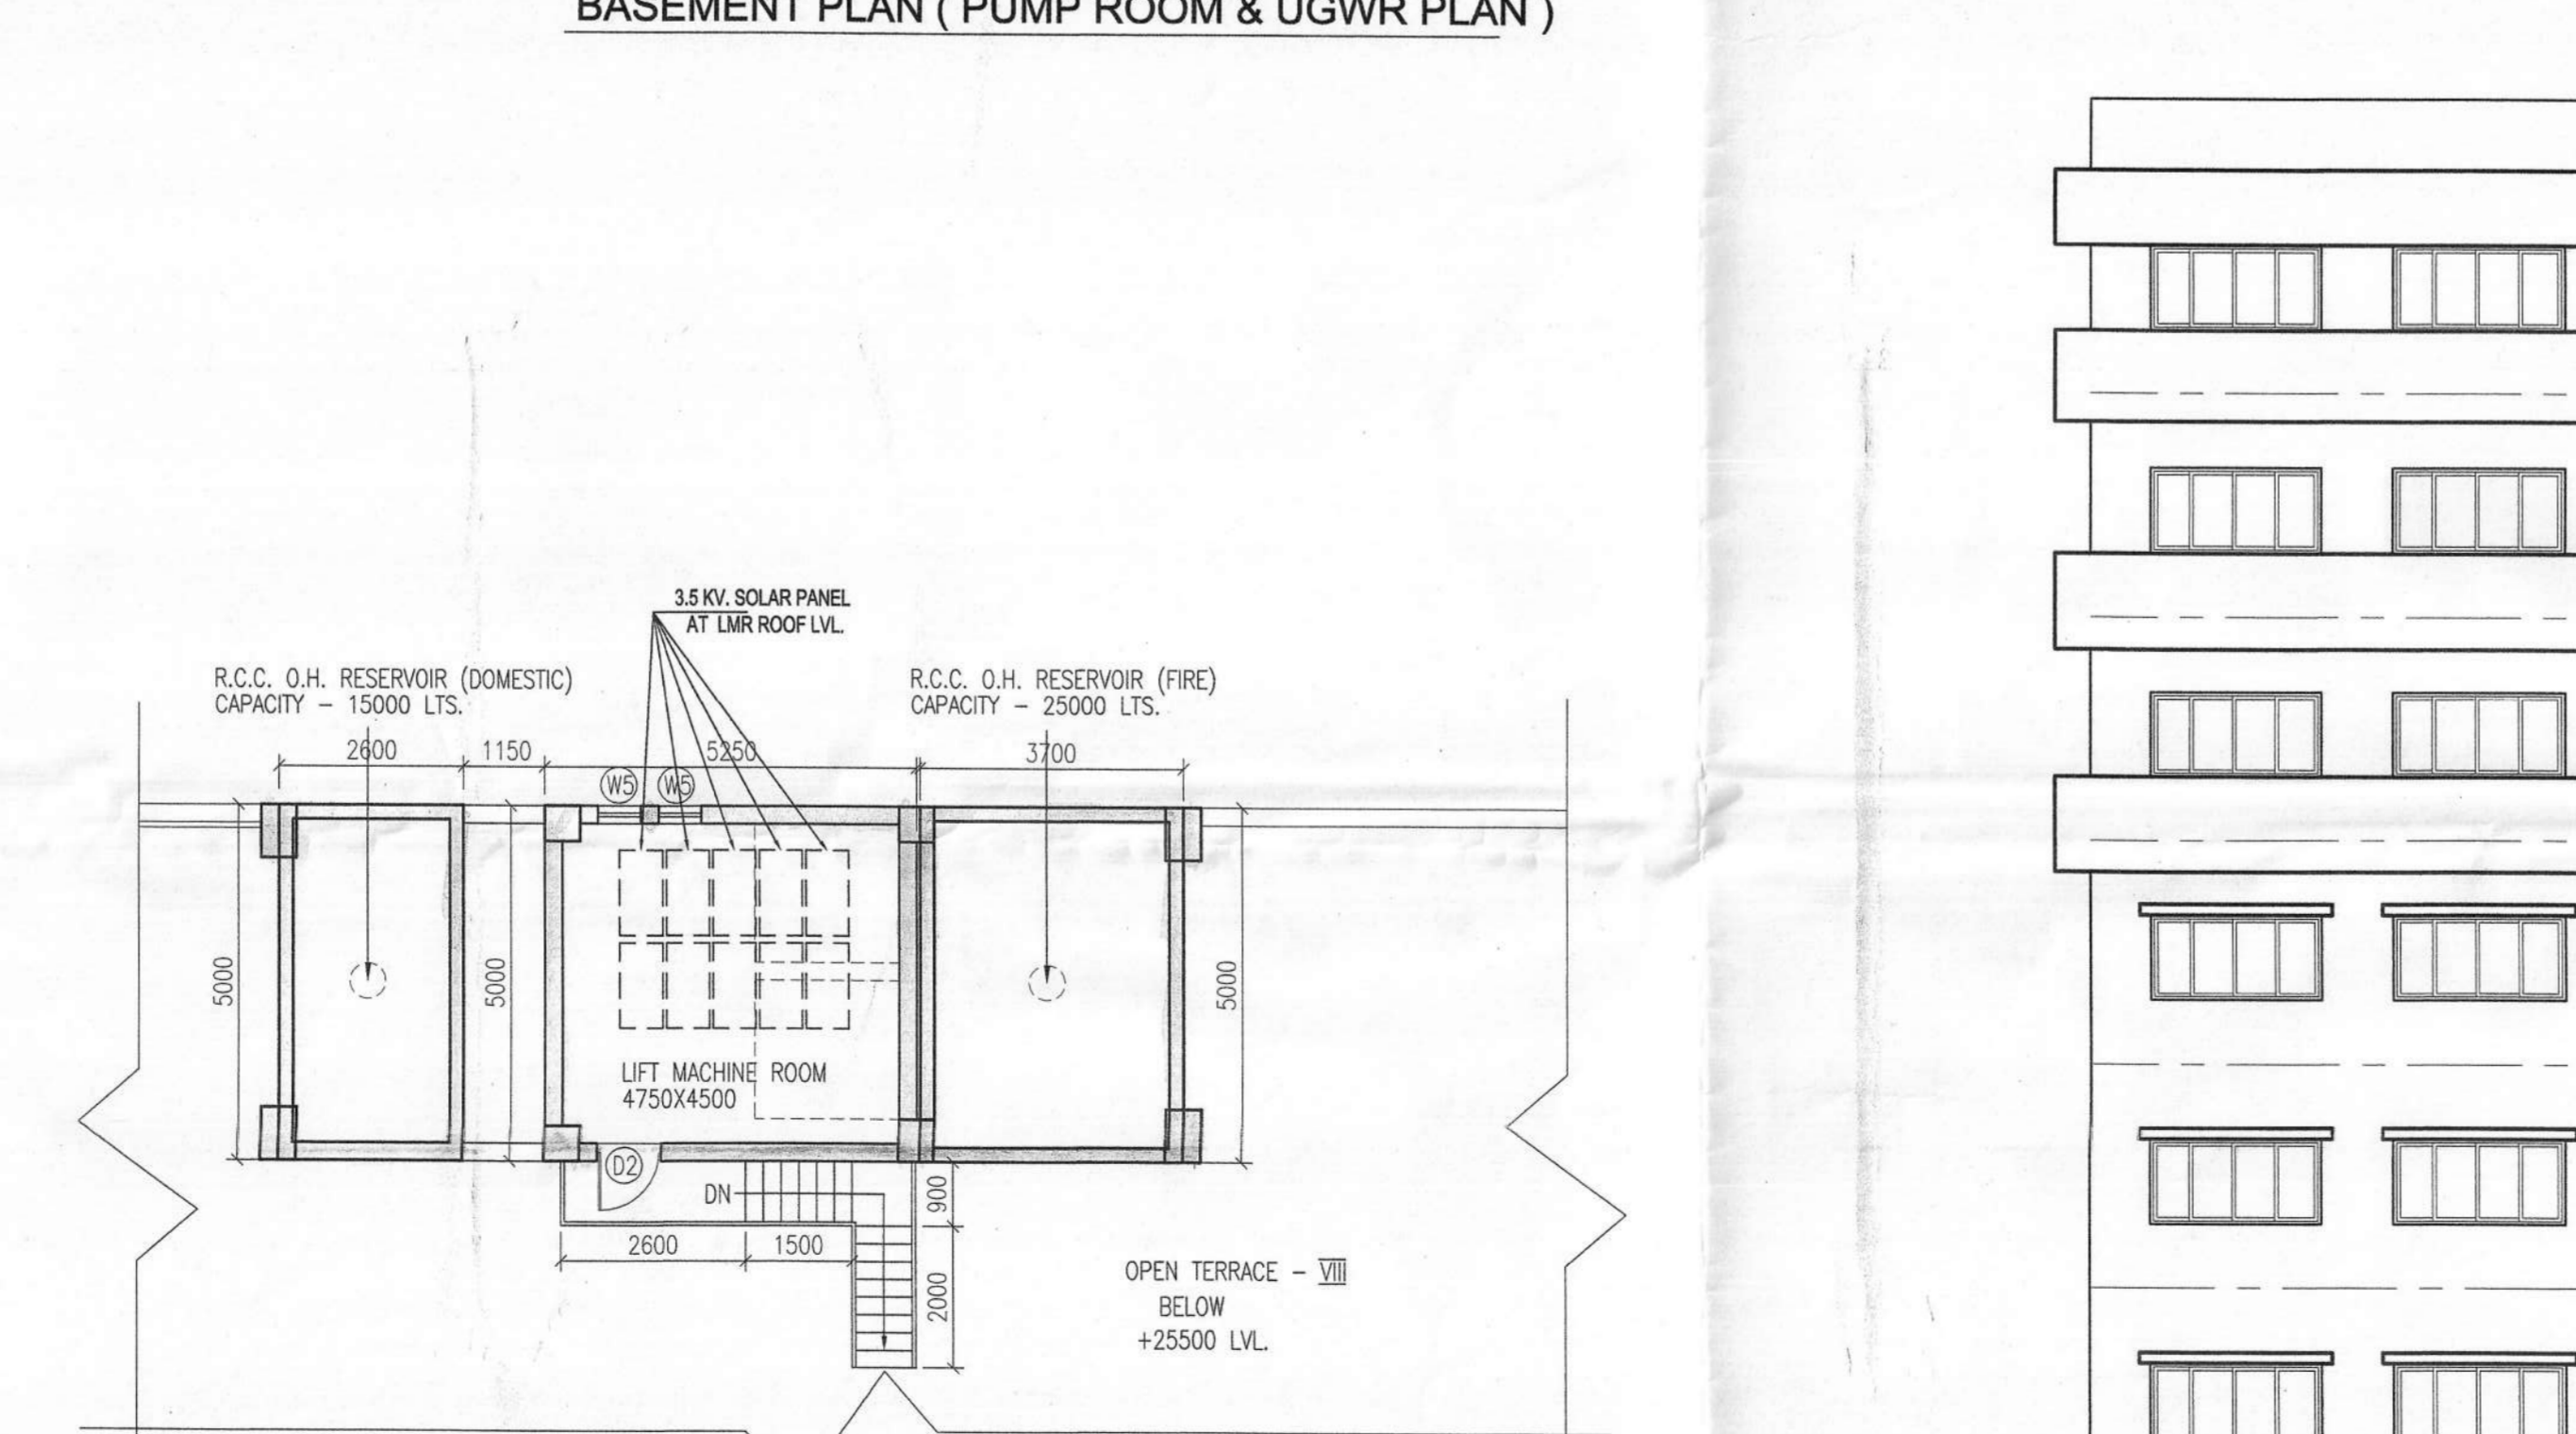 BASEMENT PLAN ( PUMP ROOM & UGWR PLAN )
3.5 KV. SOLAR PANEL
AT LMR ROOF LVL.
R.C.C. O.H. RESERVOIR (DOMESTIC)
CAPACITY – 15000 LTS.
R.C.C. O.H. RESERVOIR (FIRE)
CAPACITY – 25000 LTS.
2600
1150
5250
3700
W5
W5
5000
5000
5000
LIFT MACHINE ROOM
4750X4500
D2
DN
900
2600
1500
2000
OPEN TERRACE – VIII
BELOW
+25500 LVL.